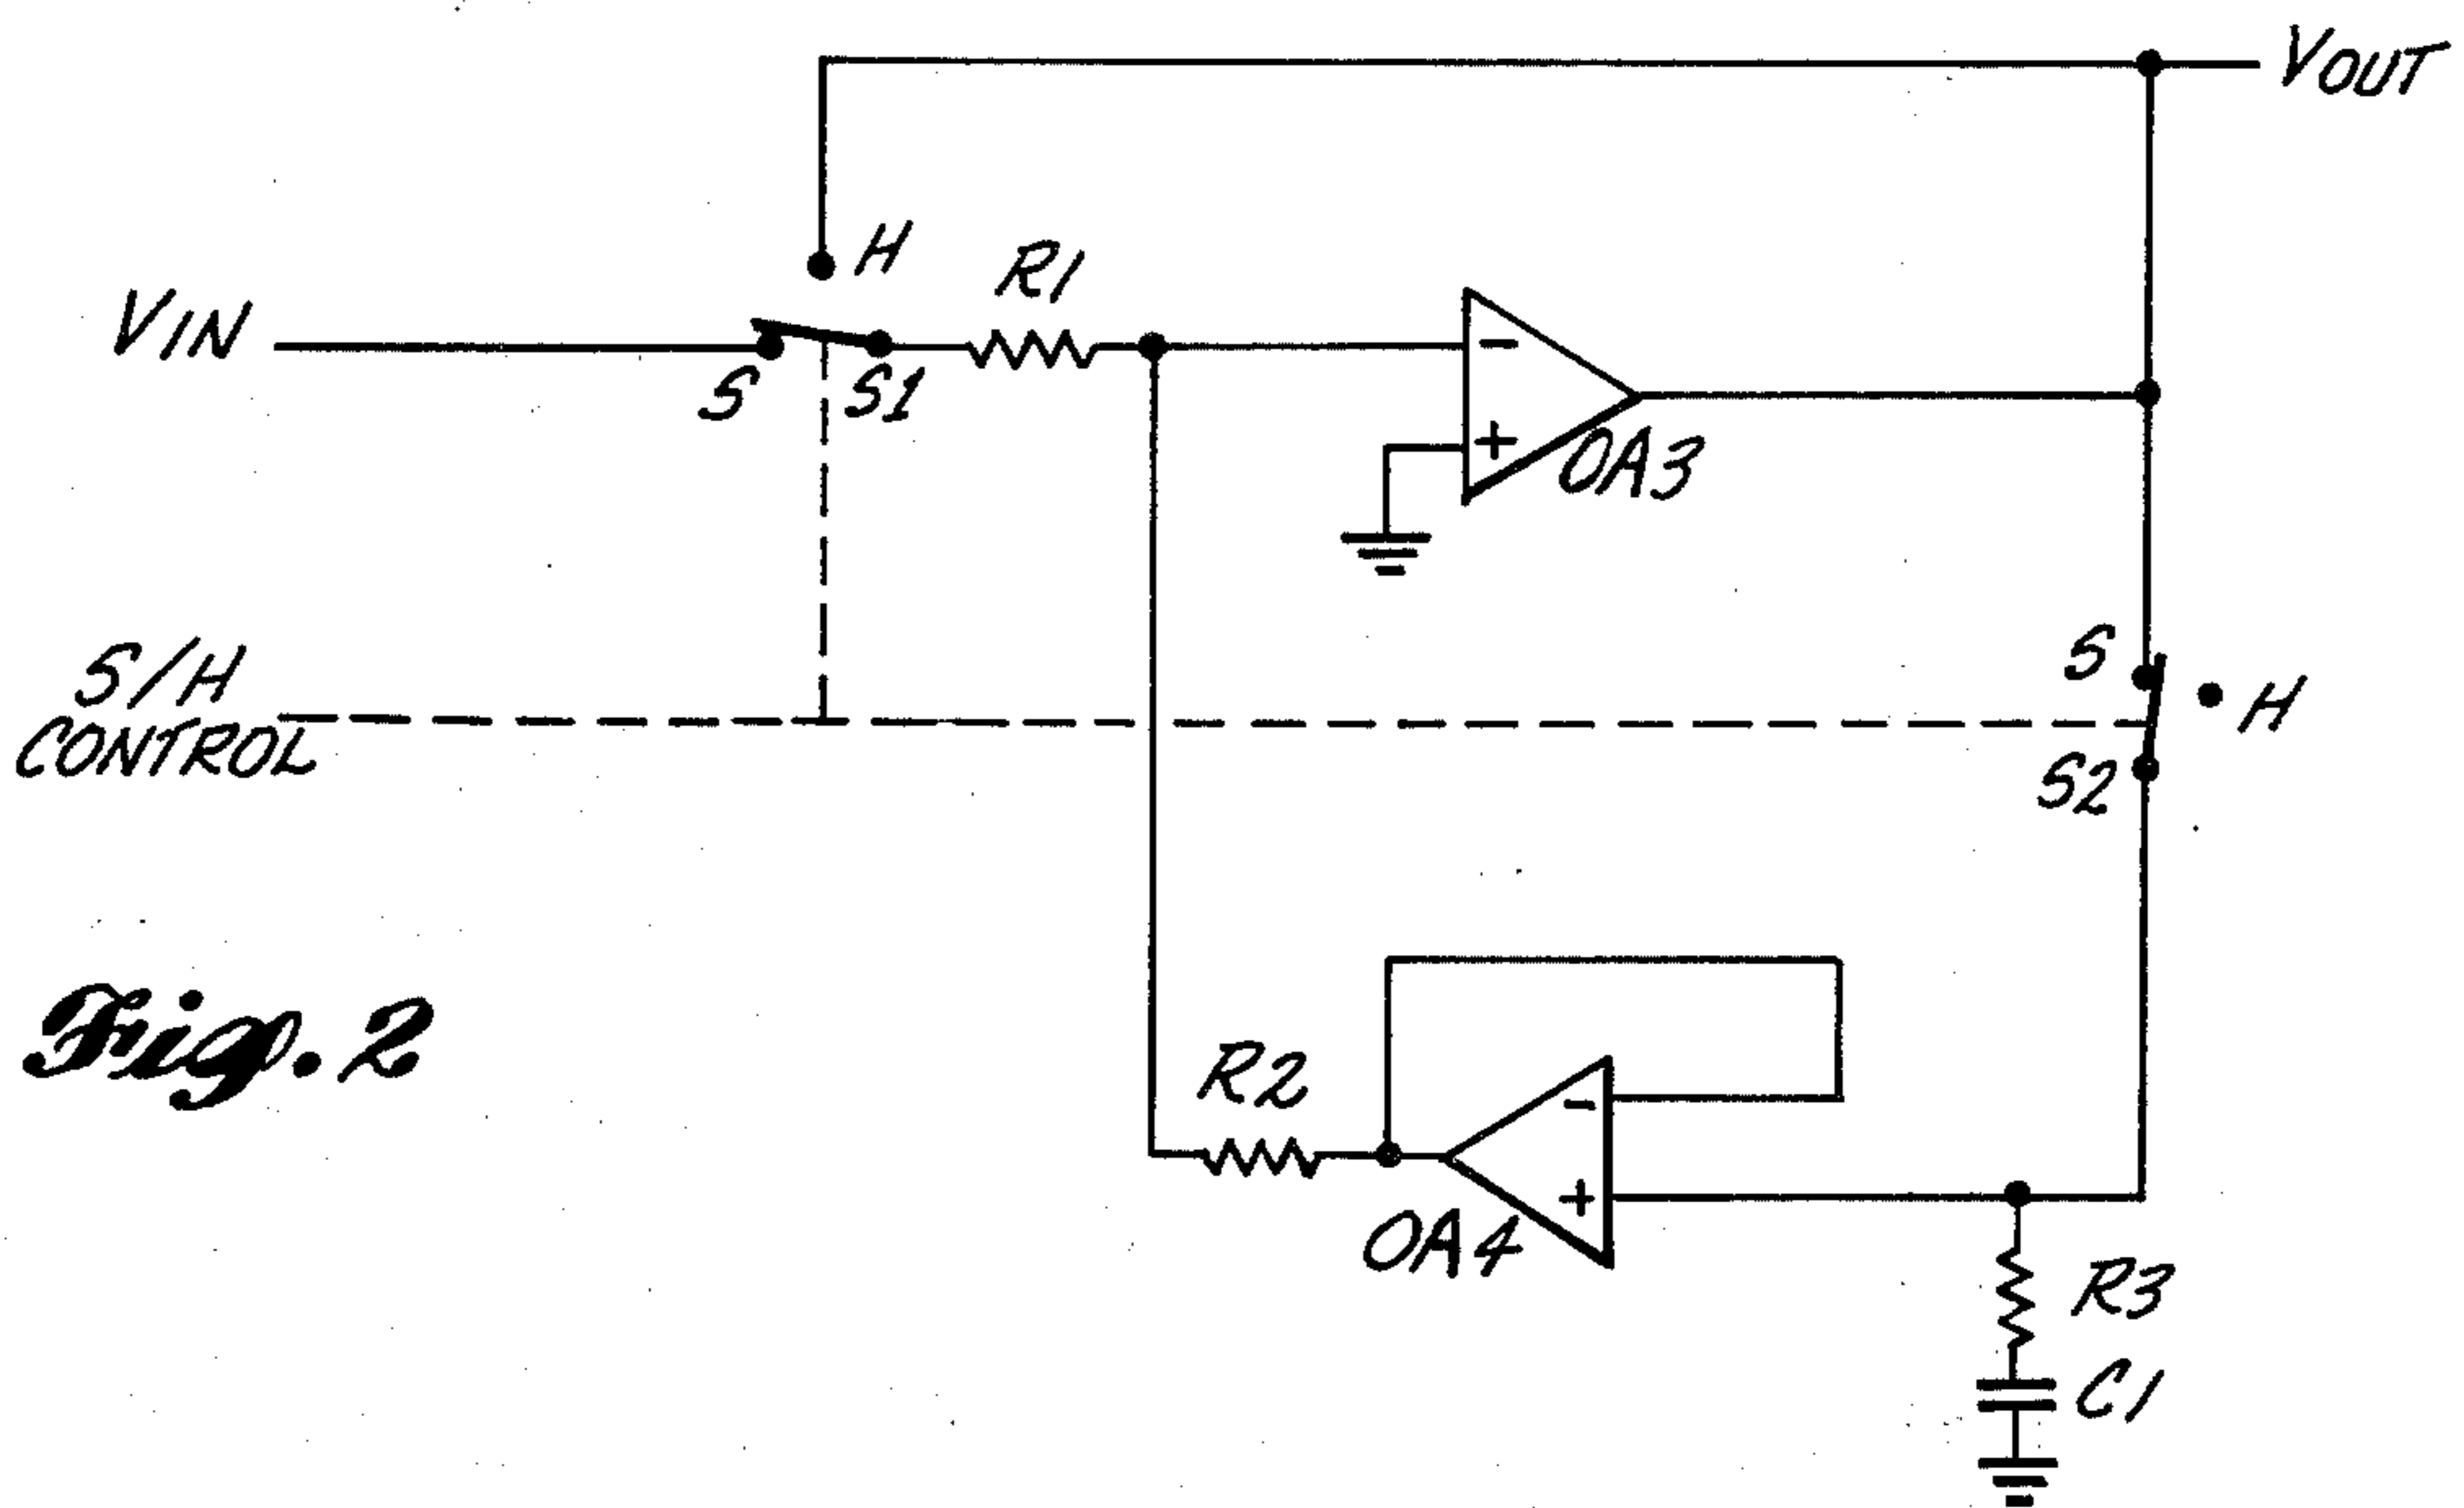 VOUT
H
R1
VIN
S
S1
-
+
OA3
S/H
CONTROL
S
H
S2
Fig. 2
R2
-
+
OA4
R3
C1